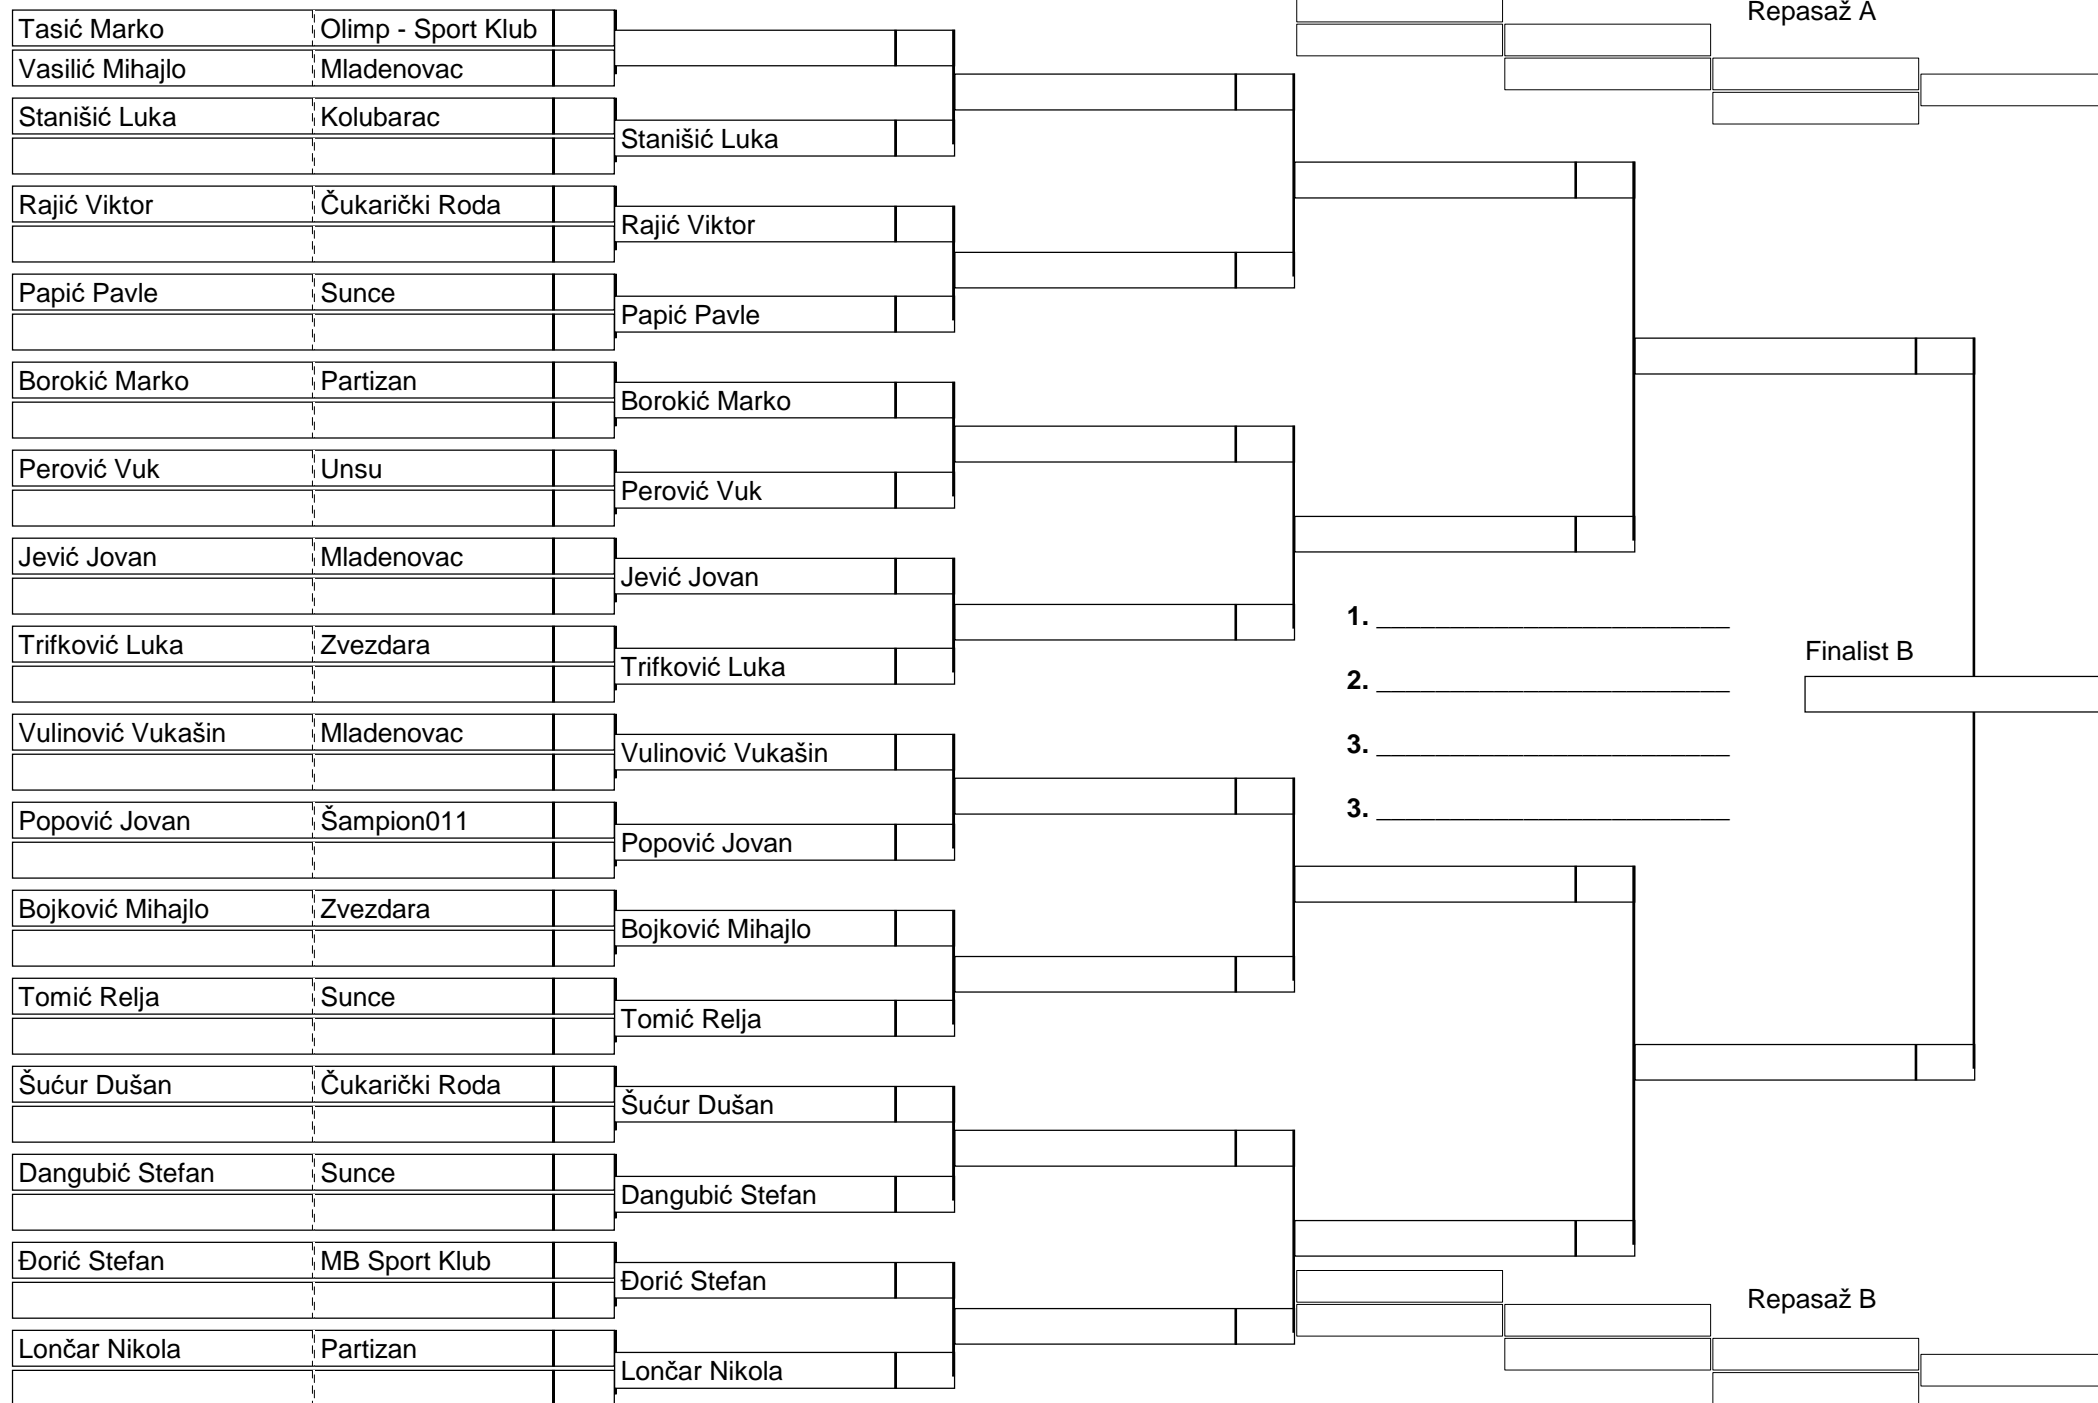 Repasaž A
Tasić Marko Olimp - Sport Klub
Vasilić Mihajlo Mladenovac
Stanišić Luka Kolubarac
Stanišić Luka
Rajić Viktor Čukarički Roda
Rajić Viktor
Papić Pavle Sunce
Papić Pavle
Borokić Marko Partizan
Borokić Marko
Perović Vuk Unsu
Perović Vuk
Jević Jovan Mladenovac
Jević Jovan
1. ________________________
Trifković Luka Zvezdara
Finalist B
Trifković Luka
2. ________________________
Vulinović Vukašin Mladenovac
3. ________________________
Vulinović Vukašin
3. ________________________
Popović Jovan Šampion011
Popović Jovan
Bojković Mihajlo Zvezdara
Bojković Mihajlo
Tomić Relja Sunce
Tomić Relja
Šućur Dušan Čukarički Roda
Šućur Dušan
Dangubić Stefan Sunce
Dangubić Stefan
Đorić Stefan MB Sport Klub
Đorić Stefan
Repasaž B
Lončar Nikola Partizan
Lončar Nikola